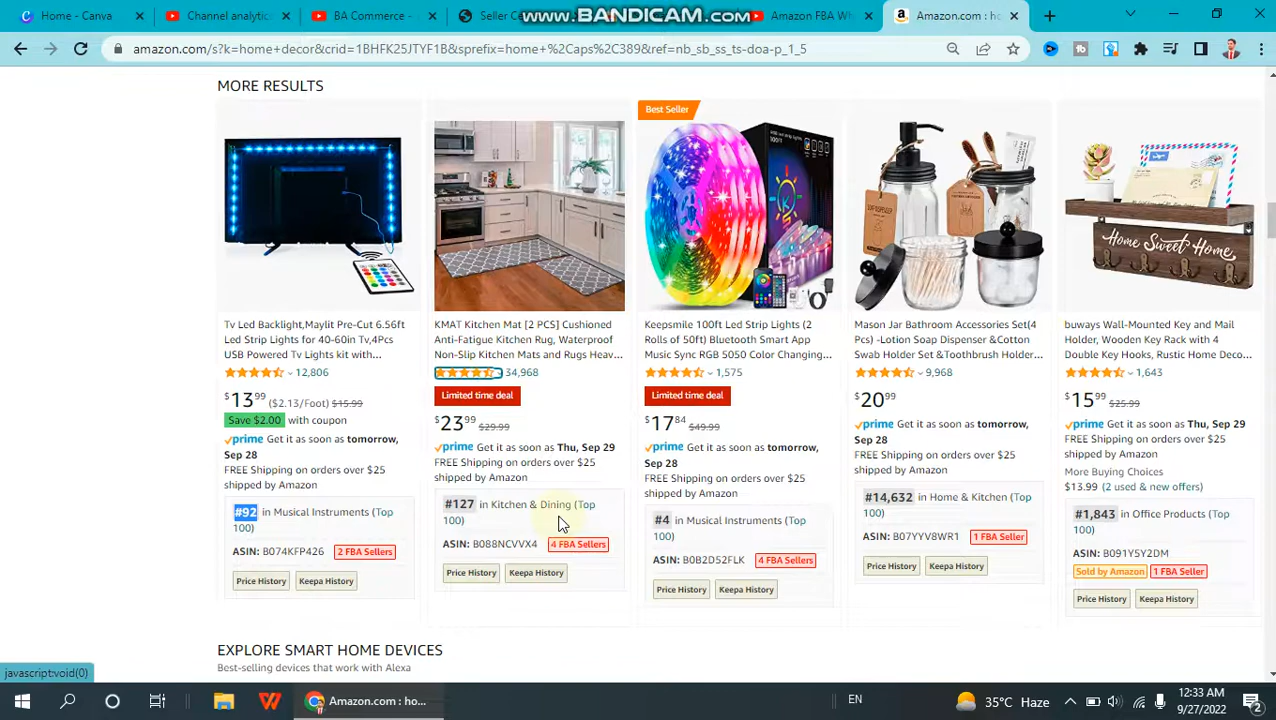 Home - Canva
Channel analytic
BA Commerce -
Seller Ce
www.BANDICAM.com
Amazon FBA W
Amazon.com : ho
amazon.com/s?k=home+decor&crid=1BHFK25JTYF1B&sprefix=home+%2Caps%2C389&ref=nb_sb_ss_ts-doa-p_1_5
MORE RESULTS
Best Seller
Home Sweet Home
Tv Led Backlight,Maylit Pre-Cut 6.56ft
Led Strip Lights for 40-60in Tv,4Pcs
USB Powered Tv Lights kit with...
12,806
$13 99 ($2.13/Foot) $15.99
Save $2.00 with coupon
prime Get it as soon as tomorrow,
Sep 28
FREE Shipping on orders over $25
shipped by Amazon
#92 in Musical Instruments (Top
100)
ASIN: B074KFP426 2 FBA Sellers
Price History Keepa History
KMAT Kitchen Mat [2 PCS] Cushioned
Anti-Fatigue Kitchen Rug, Waterproof
Non-Slip Kitchen Mats and Rugs Heav...
34,968
Limited time deal
$23 99 $29.99
prime Get it as soon as Thu, Sep 29
FREE Shipping on orders over $25
shipped by Amazon
#127 in Kitchen & Dining (Top
100)
ASIN: B088NCVVX4 4 FBA Sellers
Price History Keepa History
Keepsmile 100ft Led Strip Lights (2
Rolls of 50ft) Bluetooth Smart App
Music Sync RGB 5050 Color Changing...
1,575
Limited time deal
$17 84 $49.99
prime Get it as soon as tomorrow,
Sep 28
FREE Shipping on orders over $25
shipped by Amazon
#4 in Musical Instruments (Top
100)
ASIN: B0B2D52FLK 4 FBA Sellers
Price History Keepa History
Mason Jar Bathroom Accessories Set(4
Pcs) -Lotion Soap Dispenser &Cotton
Swab Holder Set &Toothbrush Holder...
9,968
$20 99
prime Get it as soon as tomorrow,
Sep 28
FREE Shipping on orders over $25
shipped by Amazon
#14,632 in Home & Kitchen (Top
100)
ASIN: B07YYV8WR1 1 FBA Seller
Price History Keepa History
buways Wall-Mounted Key and Mail
Holder, Wooden Key Rack with 4
Double Key Hooks, Rustic Home Deco...
1,643
$15 99 $25.99
prime Get it as soon as Thu, Sep 29
FREE Shipping on orders over $25
shipped by Amazon
More Buying Choices
$13.99 (2 used & new offers)
#1,843 in Office Products (Top
100)
ASIN: B091Y5Y2DM
Sold by Amazon 1 FBA Seller
Price History Keepa History
EXPLORE SMART HOME DEVICES
Best-selling devices that work with Alexa
javascript:void(0)
Amazon.com : ho...
35°C Haze
EN
12:33 AM
9/27/2022
2